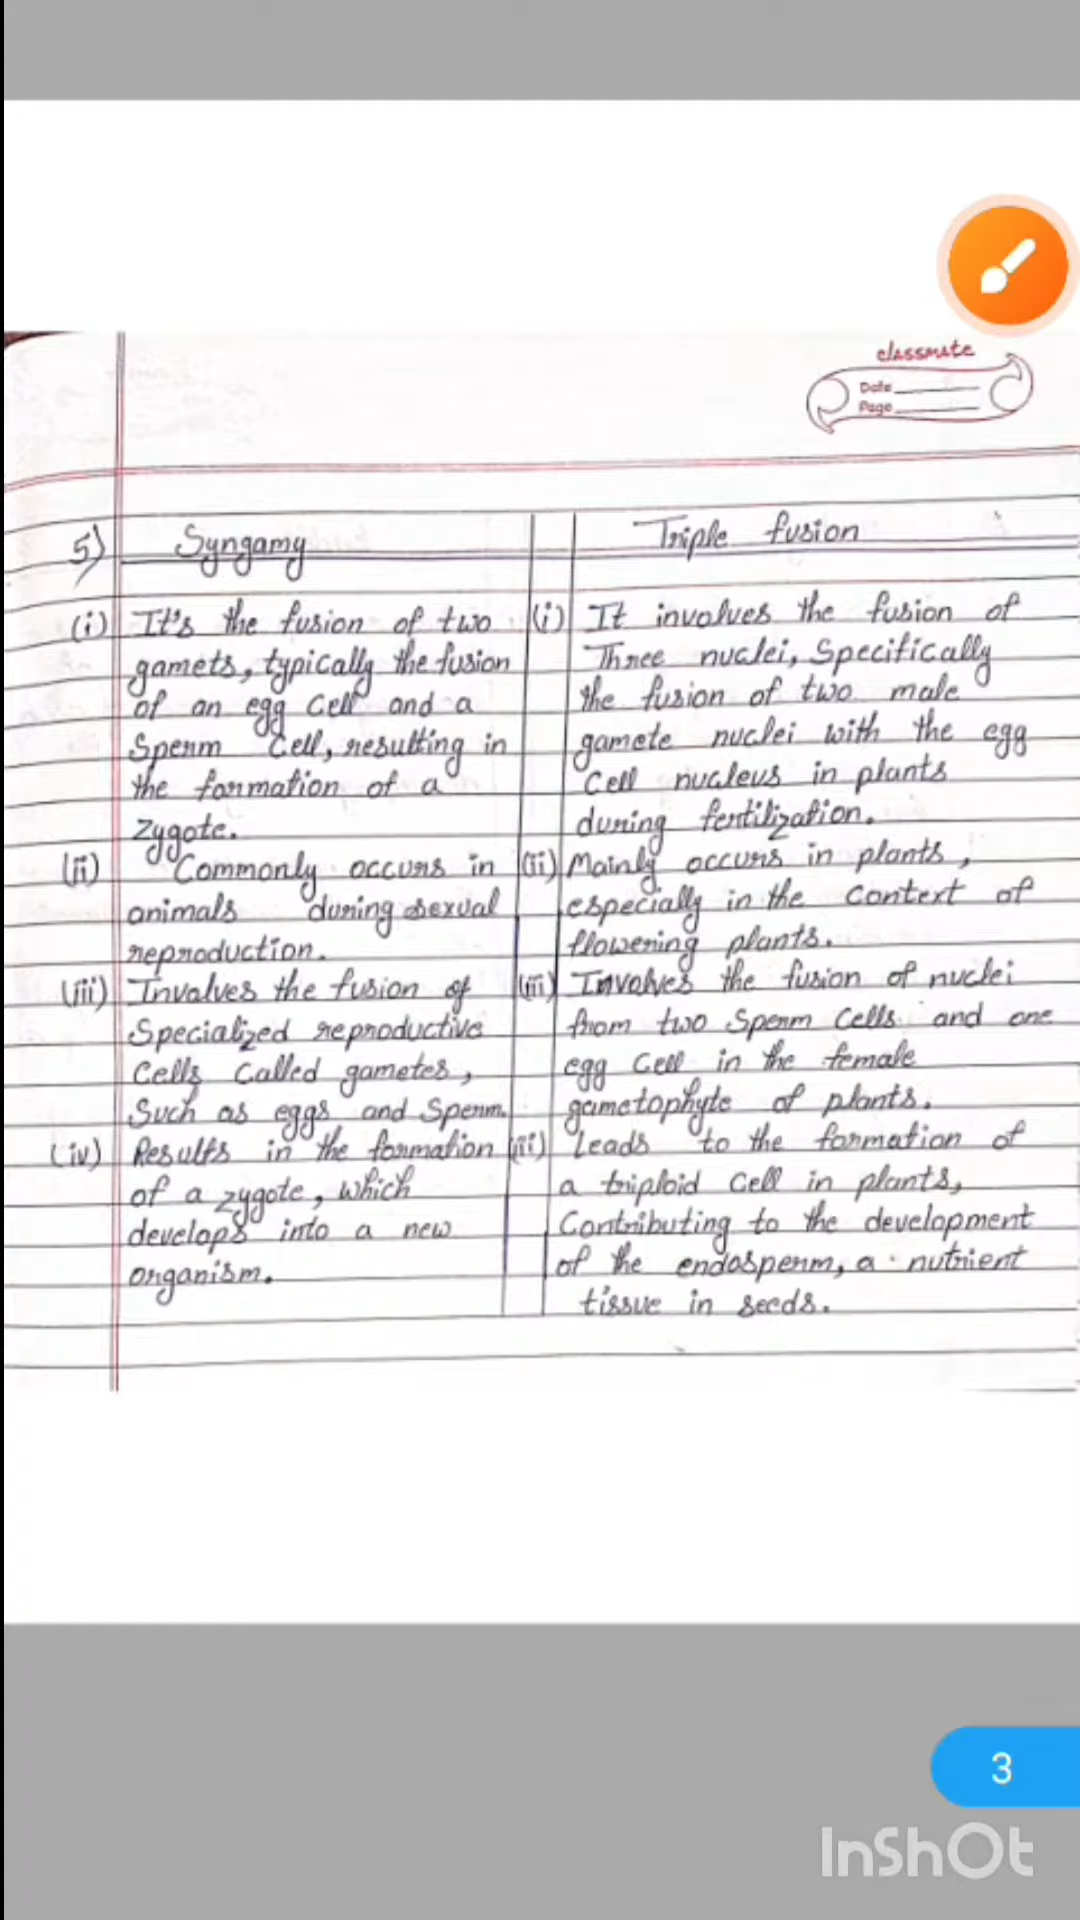 classmate
Date
Page
5) Syngamy
(i) It's the fusion of two
gamets, typically the fusion
of an egg Cell and a
Sperm Cell, resulting in
the formation of a
zygote.
(ii) Commonly occurs in
animals during sexual
reproduction.
(iii) Involves the fusion of
Specialized reproductive
Cells Called gametes,
Such as eggs and Sperm.
(iv) Results in the formation
of a zygote, which
develops into a new
organism.
Triple fusion
(i) It involves the fusion of
Three nuclei, Specifically
the fusion of two male
gamete nuclei with the egg
Cell nucleus in plants
during fertilization.
(ii) Mainly occurs in plants,
especially in the Context of
flowering plants.
(iii) Involves the fusion of nuclei
from two Sperm Cells and one
egg Cell in the female
gametophyte of plants.
(iii) Leads to the formation of
a triploid Cell in plants,
Contributing to the development
of the endosperm, a nutrient
tissue in seeds.
3
InShOt